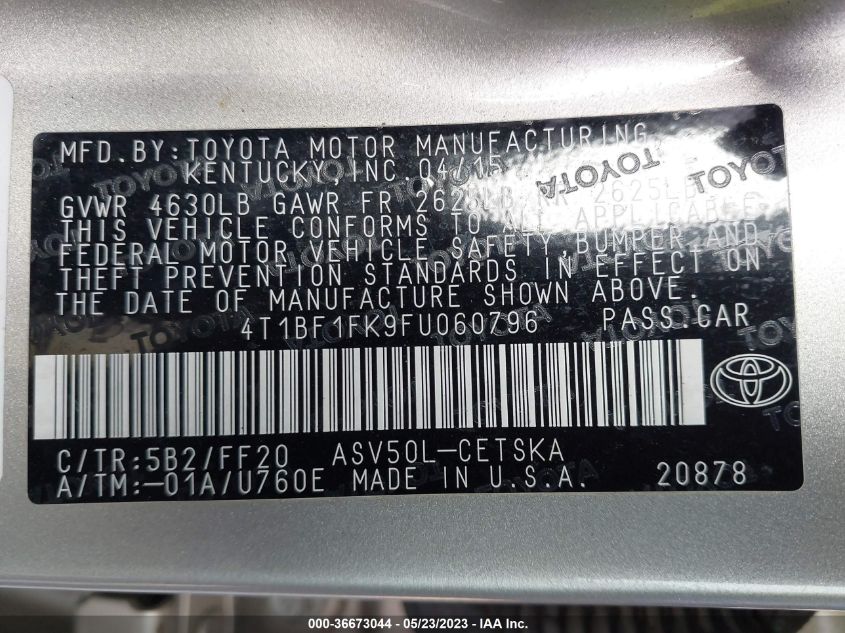 MFD.BY:TOYOTA MOTOR MANUFACTURING
KENTUCKY,INC. 04/15
GVWR 4630LB GAWR FR 2625LB RR 2625LB
THIS VEHICLE CONFORMS TO ALL APPLICABLE
FEDERAL MOTOR VEHICLE SAFETY,BUMPER,AND
THEFT PREVENTION STANDARDS IN EFFECT ON
THE DATE OF MANUFACTURE SHOWN ABOVE.
4T1BF1FK9FU060796 PASS.CAR
TOYOTA
C/TR:5B2/FF20 ASV50L-CETSKA
A/TM:-01A/U760E MADE IN U.S.A. 20878
000-36673044 / 05/23/2023 - IAA Inc.